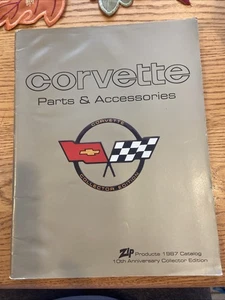 corvette
Parts & Accessories
CORVETTE
COLLECTOR EDITION
Zip Products 1987 Catalog
10th Anniversary Collector Edition